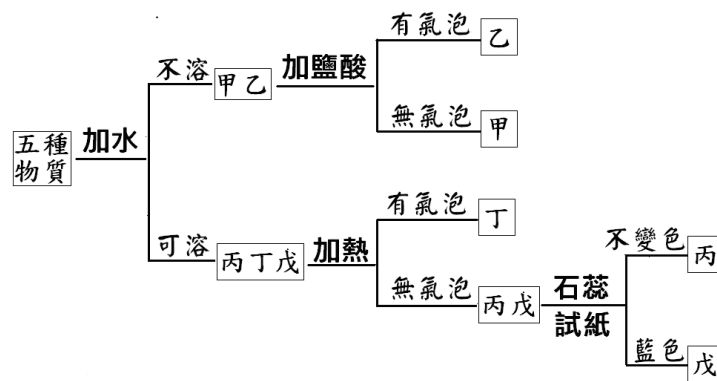 五種
物質
加水
不溶
甲乙
加鹽酸
有氣泡
乙
無氣泡
甲
可溶
丙丁戊
加熱
有氣泡
丁
無氣泡
丙戊
石蕊
試紙
不變色
丙
藍色
戊